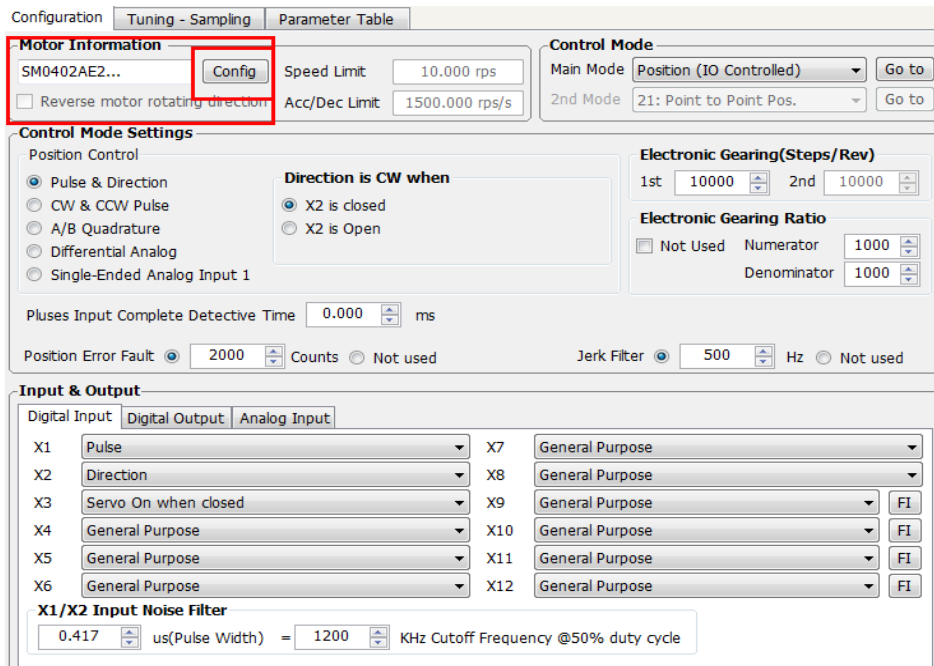 Configuration Tuning - Sampling Parameter Table
Motor Information
SM0402AE2... Config Speed Limit 10.000 rps
Reverse motor rotating direction Acc/Dec Limit 1500.000 rps/s
Control Mode
Main Mode Position (IO Controlled) Go to
2nd Mode 21: Point to Point Pos. Go to
Control Mode Settings
Position Control
Pulse & Direction
CW & CCW Pulse
A/B Quadrature
Differential Analog
Single-Ended Analog Input 1
Direction is CW when
X2 is closed
X2 is Open
Electronic Gearing(Steps/Rev)
1st 10000 2nd 10000
Electronic Gearing Ratio
Not Used Numerator 1000
Denominator 1000
Pluses Input Complete Detective Time 0.000 ms
Position Error Fault 2000 Counts Not used Jerk Filter 500 Hz Not used
Input & Output
Digital Input Digital Output Analog Input
X1 Pulse X7 General Purpose
X2 Direction X8 General Purpose
X3 Servo On when closed X9 General Purpose FI
X4 General Purpose X10 General Purpose FI
X5 General Purpose X11 General Purpose FI
X6 General Purpose X12 General Purpose FI
X1/X2 Input Noise Filter
0.417 us(Pulse Width) = 1200 KHz Cutoff Frequency @50% duty cycle